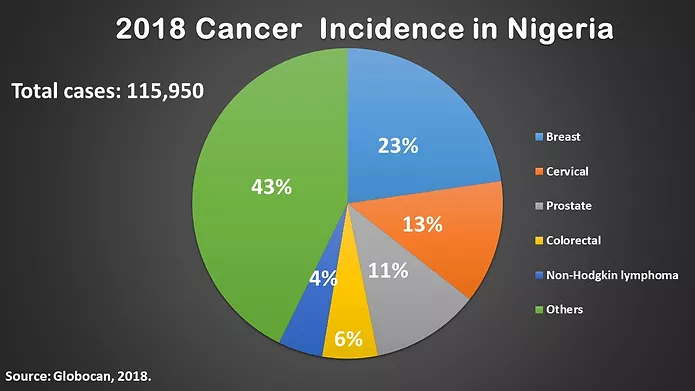 2018 Cancer Incidence in Nigeria
Total cases: 115,950
23%
43%
13%
11%
4%
6%
Breast
Cervical
Prostate
Colorectal
Non-Hodgkin lymphoma
Others
Source: Globocan, 2018.